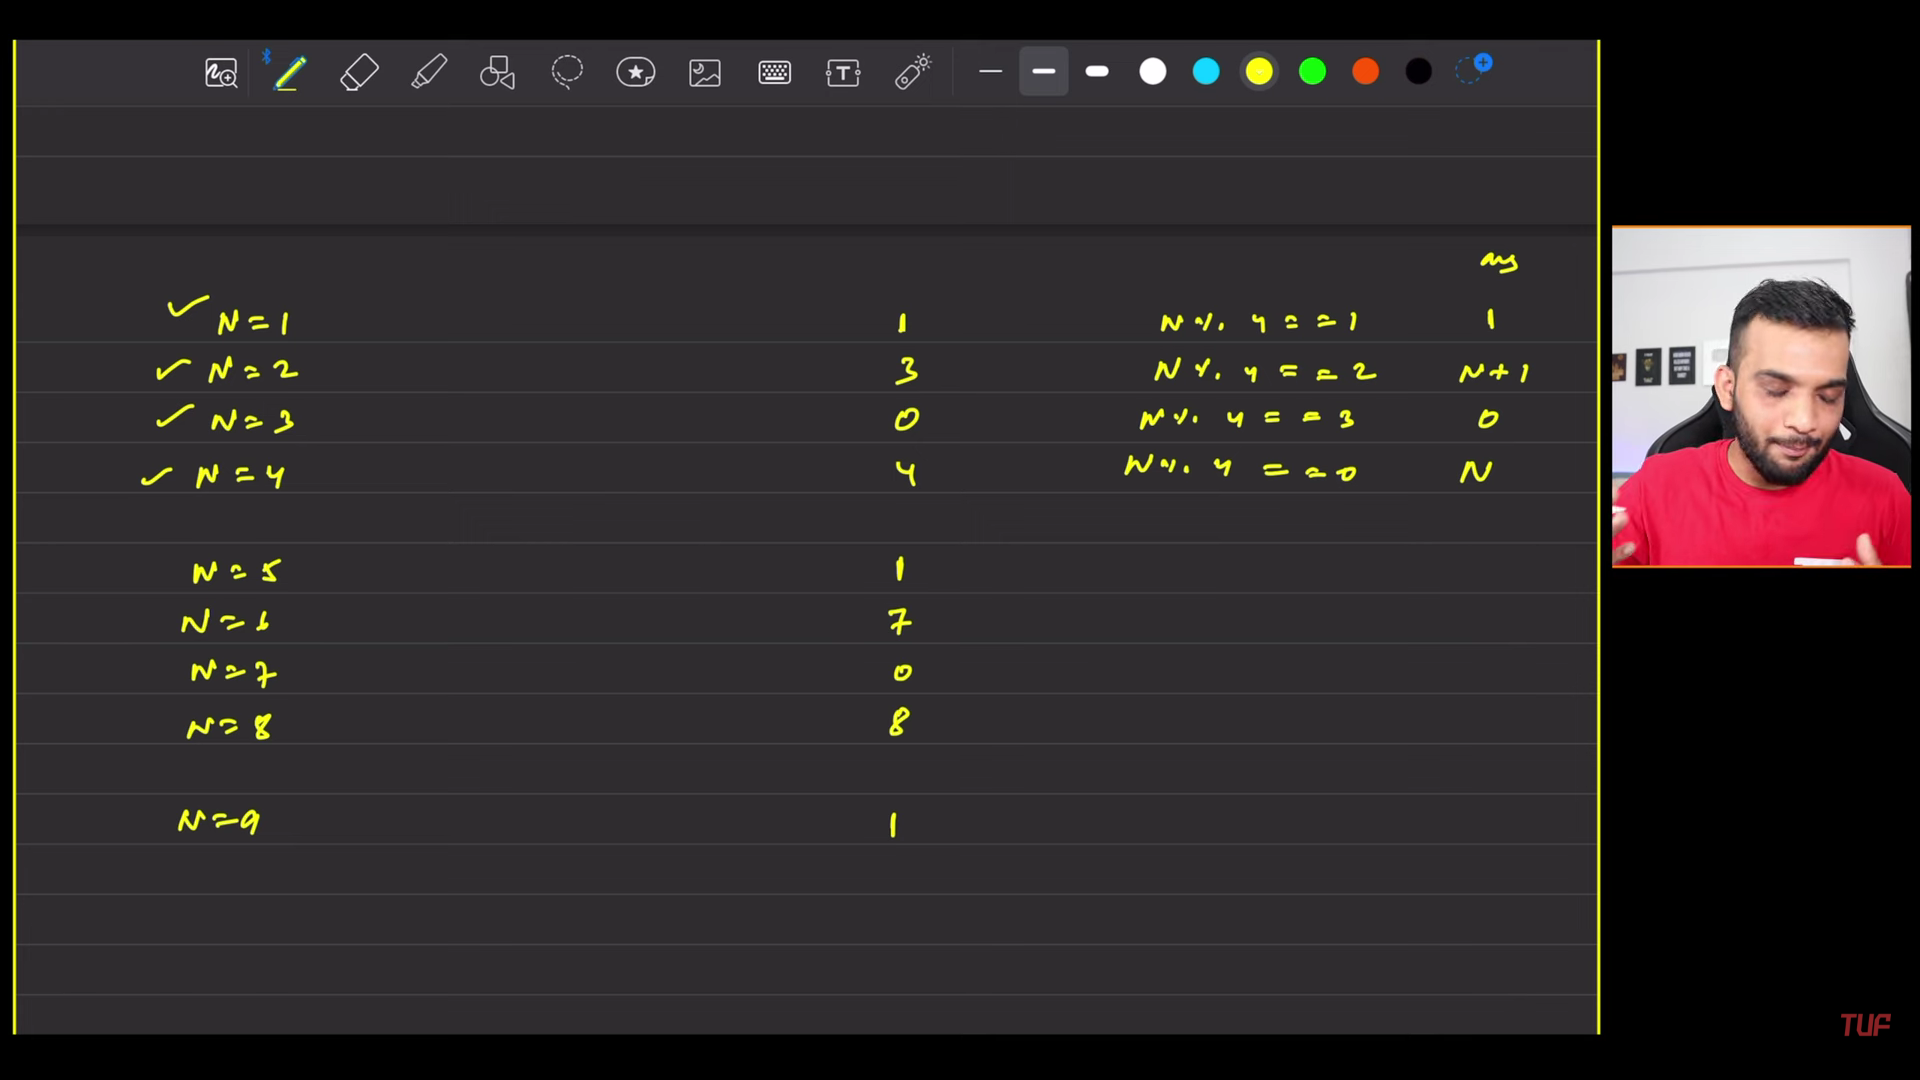 ans
N=1 1 N% 4 = =1 1
N=2 3 N% 4 = =2 N+1
N=3 0 N% 4 = =3 0
N=4 4 N% 4 = =0 N
N=5 1
N=6 7
N=7 0
N=8 8
N=9 1
TUF